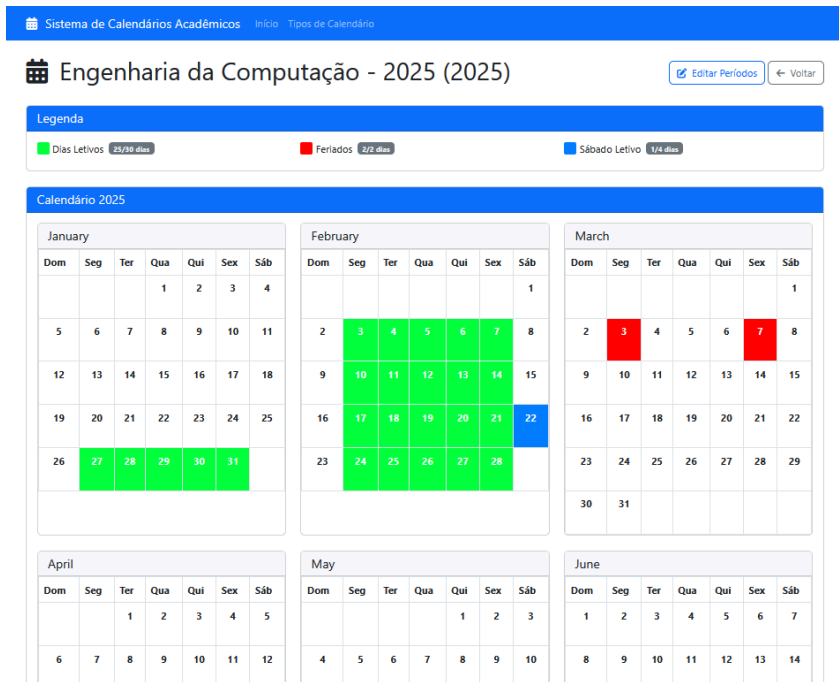 Sistema de Calendários Acadêmicos Início Tipos de Calendário
Engenharia da Computação - 2025 (2025)
Editar Períodos
Voltar
Legenda
Dias Letivos 25/30 dias
Feriados 2/2 dias
Sábado Letivo 1/4 dias
Calendário 2025
January
Dom Seg Ter Qua Qui Sex Sáb
1 2 3 4
5 6 7 8 9 10 11
12 13 14 15 16 17 18
19 20 21 22 23 24 25
26 27 28 29 30 31
February
Dom Seg Ter Qua Qui Sex Sáb
1
2 3 4 5 6 7 8
9 10 11 12 13 14 15
16 17 18 19 20 21 22
23 24 25 26 27 28
March
Dom Seg Ter Qua Qui Sex Sáb
1
2 3 4 5 6 7 8
9 10 11 12 13 14 15
16 17 18 19 20 21 22
23 24 25 26 27 28 29
30 31
April
Dom Seg Ter Qua Qui Sex Sáb
1 2 3 4 5
6 7 8 9 10 11 12
May
Dom Seg Ter Qua Qui Sex Sáb
1 2 3
4 5 6 7 8 9 10
June
Dom Seg Ter Qua Qui Sex Sáb
1 2 3 4 5 6 7
8 9 10 11 12 13 14